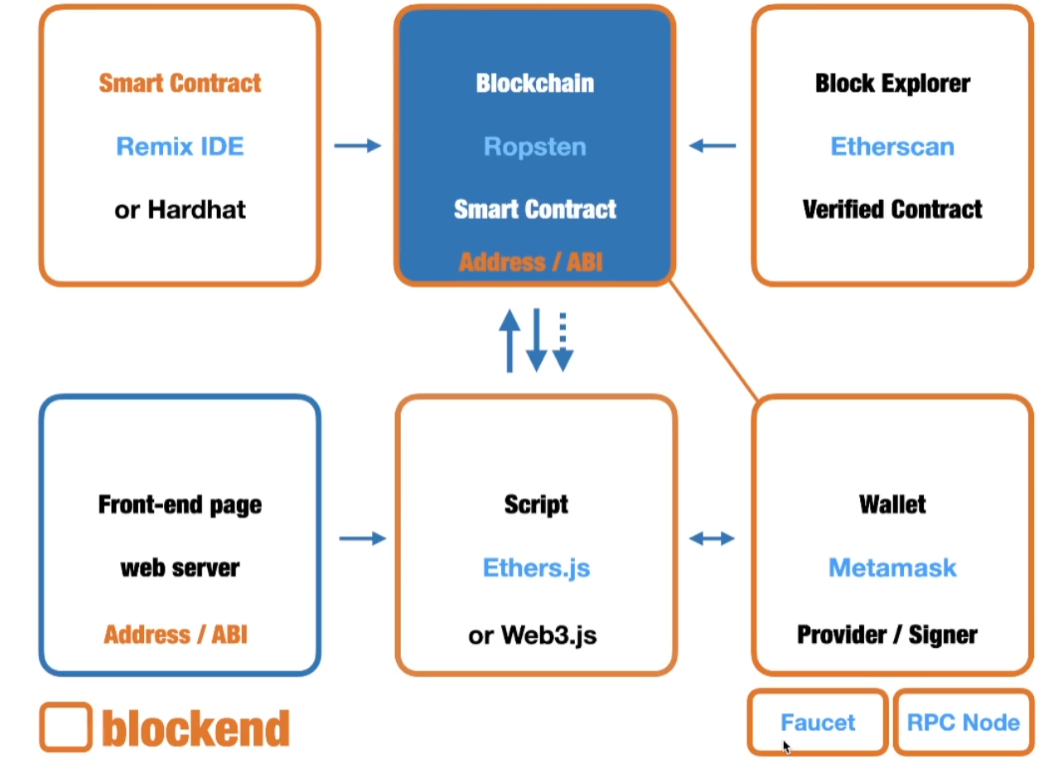 Smart Contract
Remix IDE
or Hardhat
Blockchain
Ropsten
Smart Contract
Address / ABI
Block Explorer
Etherscan
Verified Contract
Front-end page
web server
Address / ABI
Script
Ethers.js
or Web3.js
Wallet
Metamask
Provider / Signer
blockend
Faucet
RPC Node